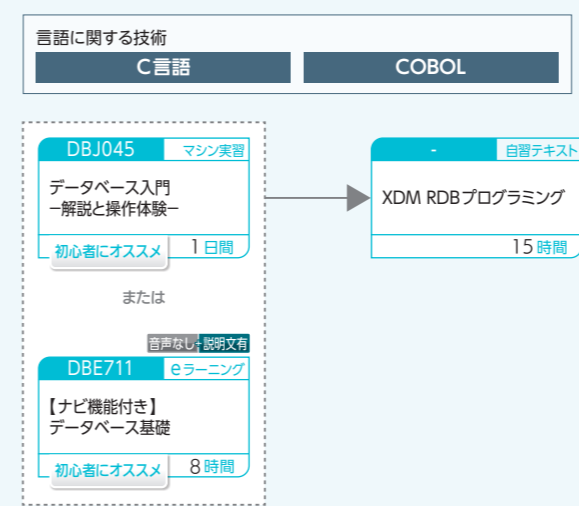 言語に関する技術
C言語
COBOL
DBJ045
マシン実習
データベース入門
−解説と操作体験−
初心者にオススメ
1日間
-
自習テキスト
XDM RDBプログラミング
15時間
または
音声なし+説明文有
DBE711
eラーニング
【ナビ機能付き】
データベース基礎
初心者にオススメ
8時間